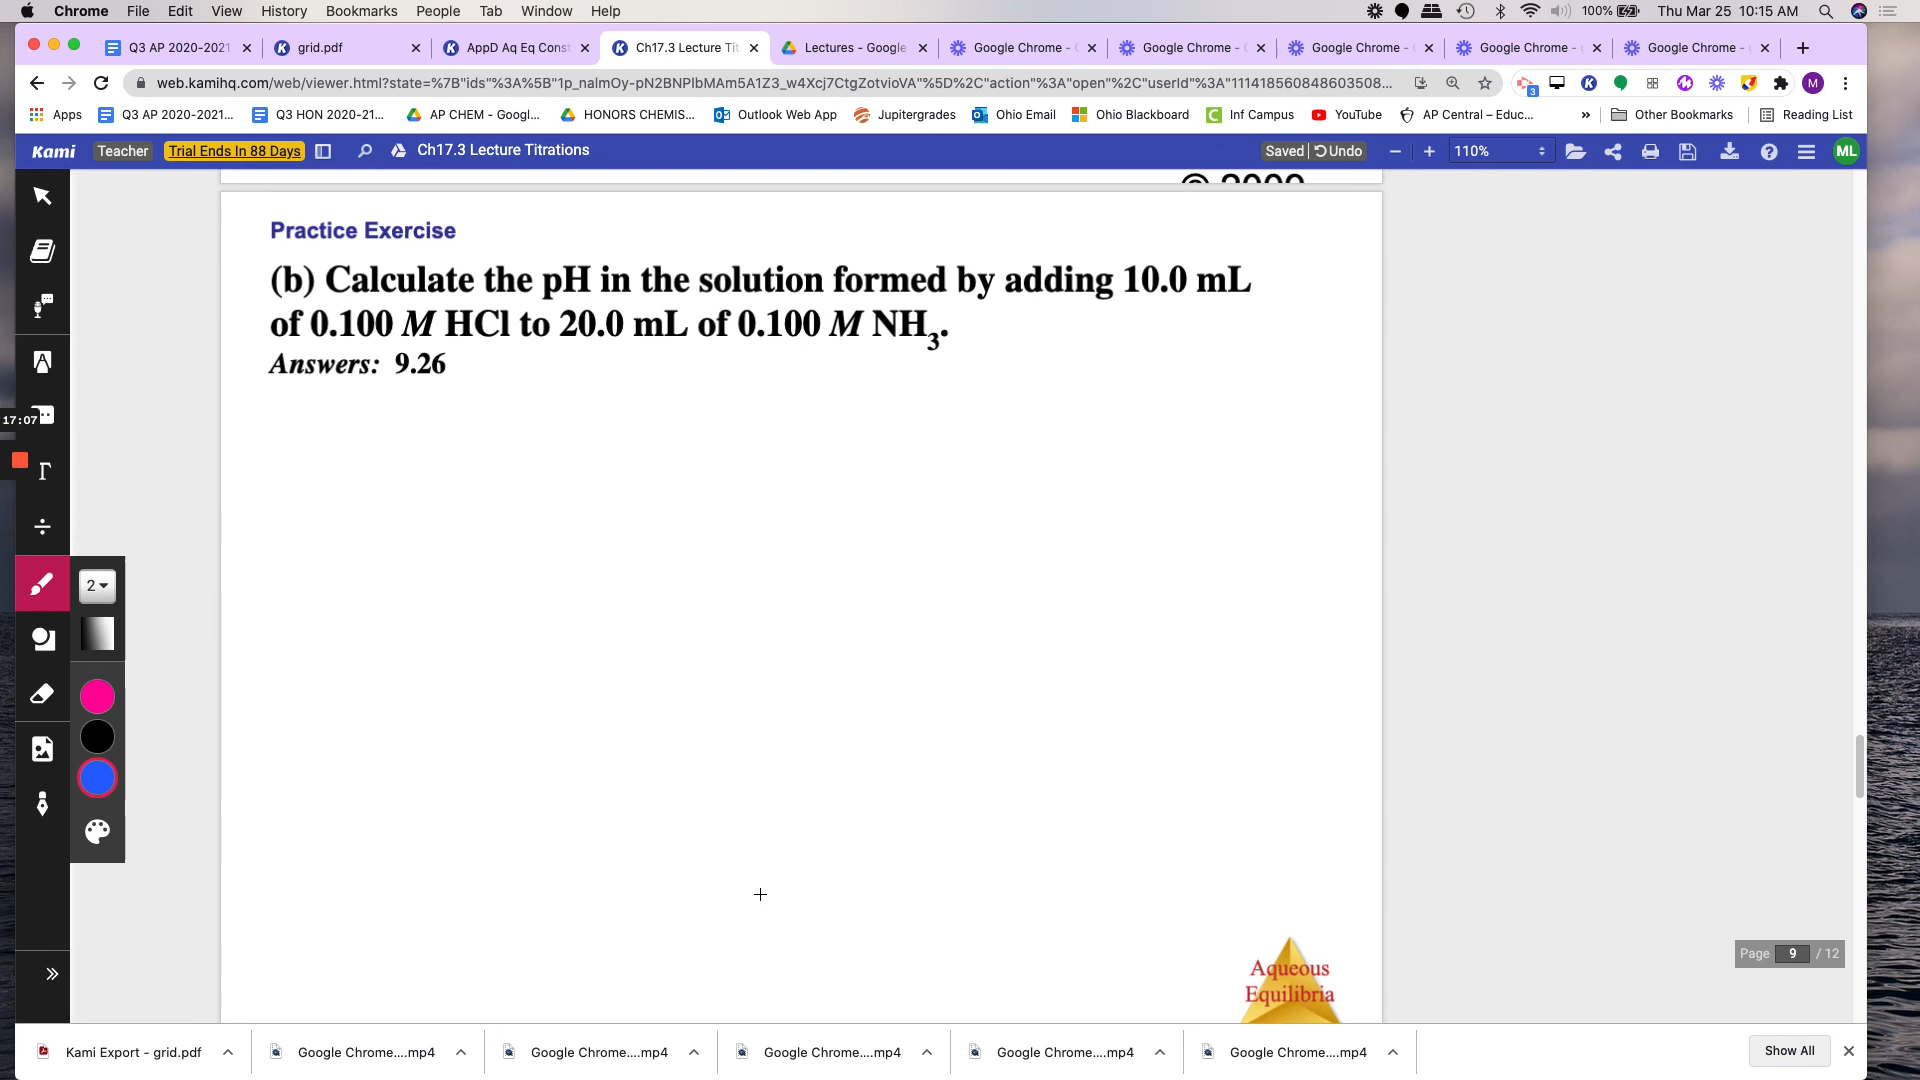 Chrome File Edit View History Bookmarks People Tab Window Help 100% Thu Mar 25 10:15 AM
Q3 AP 2020-2021 grid.pdf AppD Aq Eq Const Ch17.3 Lecture Tit Lectures - Google Google Chrome - Google Chrome - Google Chrome - Google Chrome - Google Chrome -
web.kamihq.com/web/viewer.html?state=%7B"ids"%3A%5B"1p_nalmOy-pN2BNPlbMAm5A1Z3_w4Xcj7CtgZotvioVA"%5D%2C"action"%3A"open"%2C"userId"%3A"111418560848603508... 3 M
Apps Q3 AP 2020-2021... Q3 HON 2020-21... AP CHEM - Googl... HONORS CHEMIS... Outlook Web App Jupitergrades Ohio Email Ohio Blackboard Inf Campus YouTube AP Central – Educ... » Other Bookmarks Reading List
Kami Teacher Trial Ends In 88 Days Ch17.3 Lecture Titrations Saved | Undo 110% ML
Practice Exercise
(b) Calculate the pH in the solution formed by adding 10.0 mL
of 0.100 M HCl to 20.0 mL of 0.100 M NH3.
Answers: 9.26
17:07
2
Page 9 / 12
Aqueous
Equilibria
Kami Export - grid.pdf Google Chrome....mp4 Google Chrome....mp4 Google Chrome....mp4 Google Chrome....mp4 Google Chrome....mp4 Show All